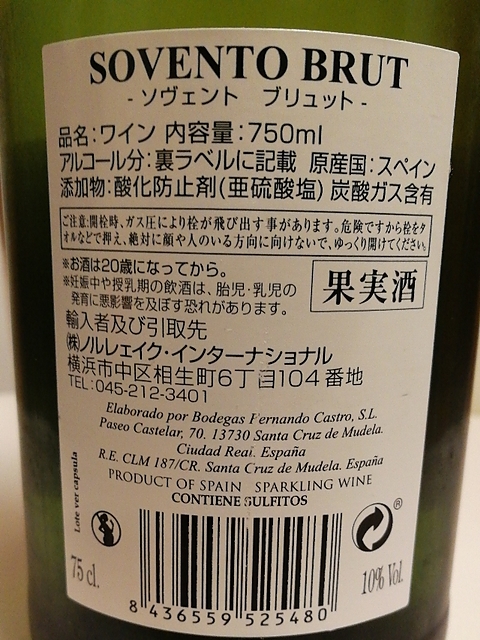 SOVENTO BRUT
- ソヴェント ブリュット -
品名:ワイン 内容量:750ml
アルコール分:裏ラベルに記載 原産国:スペイン
添加物:酸化防止剤(亜硫酸塩) 炭酸ガス含有
ご注意:開栓時、ガス圧により栓が飛び出す事があります。危険ですから栓をタ
オルなどで押え、絶対に顔や人のいる方向に向けないで、ゆっくり開けてください。
※お酒は20歳になってから。
※妊娠中や授乳期の飲酒は、胎児・乳児の
発育に悪影響を及ぼす恐れがあります。
果実酒
輸入者及び引取先
㈱ノルレェイク・インターナショナル
横浜市中区相生町6丁目104番地
TEL:045-212-3401
Elaborado por Bodegas Fernando Castro, S.L.
Paseo Castelar, 70. 13730 Santa Cruz de Mudela.
Ciudad Real. España
R.E. CLM 187/CR. Santa Cruz de Mudela. España
PRODUCT OF SPAIN SPARKLING WINE
CONTIENE SULFITOS
Lote ver capsula
®
75 cl.
10% Vol.
8 436559 525480